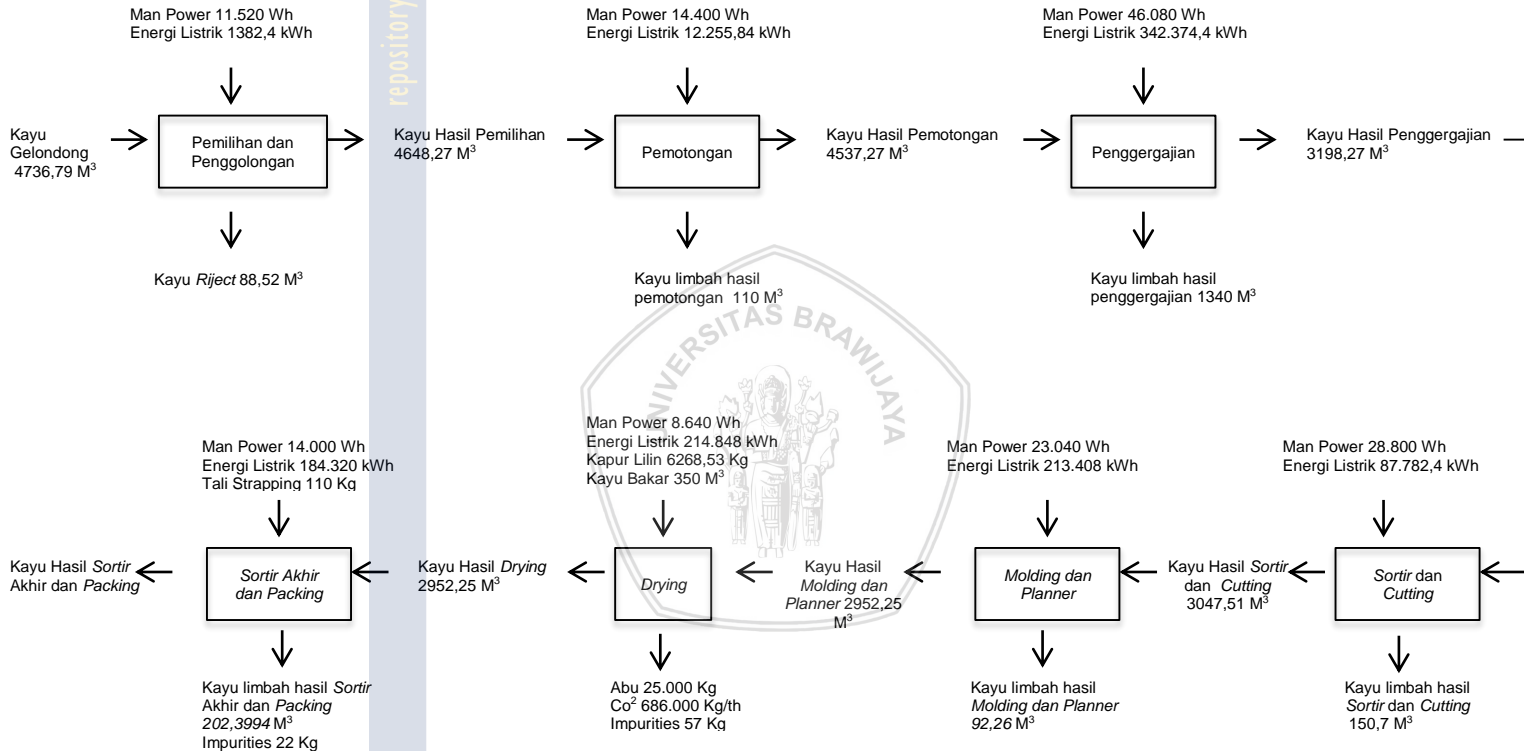 Man Power 11.520 Wh
Energi Listrik 1382,4 kWh
Man Power 14.400 Wh
Energi Listrik 12.255,84 kWh
Man Power 46.080 Wh
Energi Listrik 342.374,4 kWh
repository
Kayu
Gelondong
4736,79 M³
Pemilihan dan
Penggolongan
Kayu Hasil Pemilihan
4648,27 M³
Pemotongan
Kayu Hasil Pemotongan
4537,27 M³
Penggergajian
Kayu Hasil Penggergajian
3198,27 M³
Kayu Riject 88,52 M³
Kayu limbah hasil
pemotongan 110 M³
Kayu limbah hasil
penggergajian 1340 M³
UNIVERSITAS BRAWIJAYA
Man Power 14.000 Wh
Energi Listrik 184.320 kWh
Tali Strapping 110 Kg
Man Power 8.640 Wh
Energi Listrik 214.848 kWh
Kapur Lilin 6268,53 Kg
Kayu Bakar 350 M³
Man Power 23.040 Wh
Energi Listrik 213.408 kWh
Man Power 28.800 Wh
Energi Listrik 87.782,4 kWh
Kayu Hasil Sortir
Akhir dan Packing
Sortir Akhir
dan Packing
Kayu Hasil Drying
2952,25 M³
Drying
Kayu Hasil
Molding dan
Planner 2952,25
M³
Molding dan
Planner
Kayu Hasil Sortir
dan Cutting
3047,51 M³
Sortir dan
Cutting
Kayu limbah hasil Sortir
Akhir dan Packing
202,3994 M³
Impurities 22 Kg
Abu 25.000 Kg
Co² 686.000 Kg/th
Impurities 57 Kg
Kayu limbah hasil
Molding dan Planner
92,26 M³
Kayu limbah hasil
Sortir dan Cutting
150,7 M³